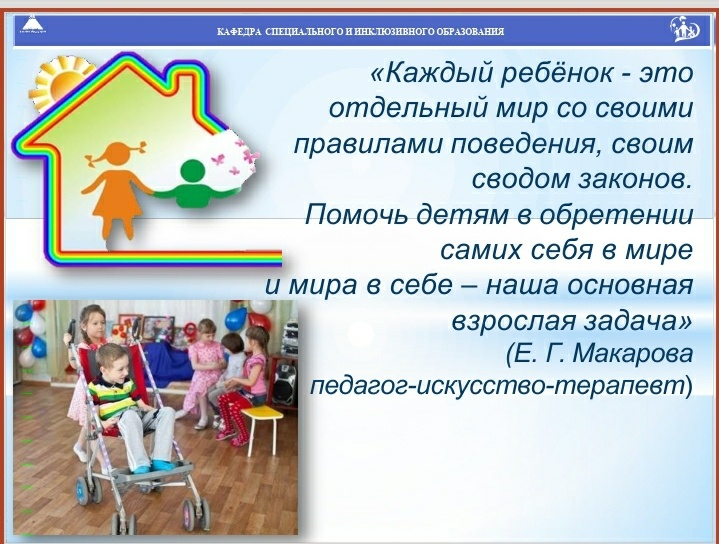 КАФЕДРА СПЕЦИАЛЬНОГО И ИНКЛЮЗИВНОГО ОБРАЗОВАНИЯ
«Каждый ребёнок - это
отдельный мир со своими
правилами поведения, своим
сводом законов.
Помочь детям в обретении
самих себя в мире
и мира в себе – наша основная
взрослая задача»
(Е. Г. Макарова
педагог-искусство-терапевт)